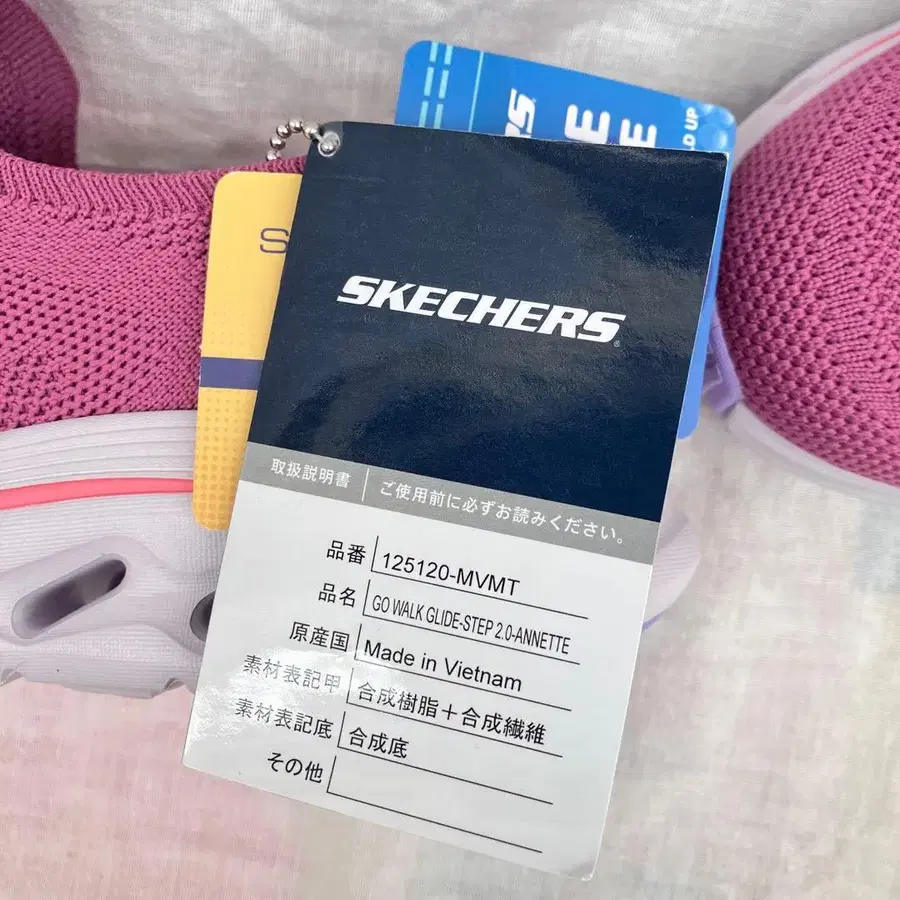 S
RS
E
E
D UP
SKECHERS
取扱説明書 ご使用前に必ずお読みください。
品番 125120-MVMT
品名 GO WALK GLIDE-STEP 2.0-ANNETTE
原産国 Made in Vietnam
素材表記甲 合成樹脂+合成繊維
素材表記底 合成底
その他